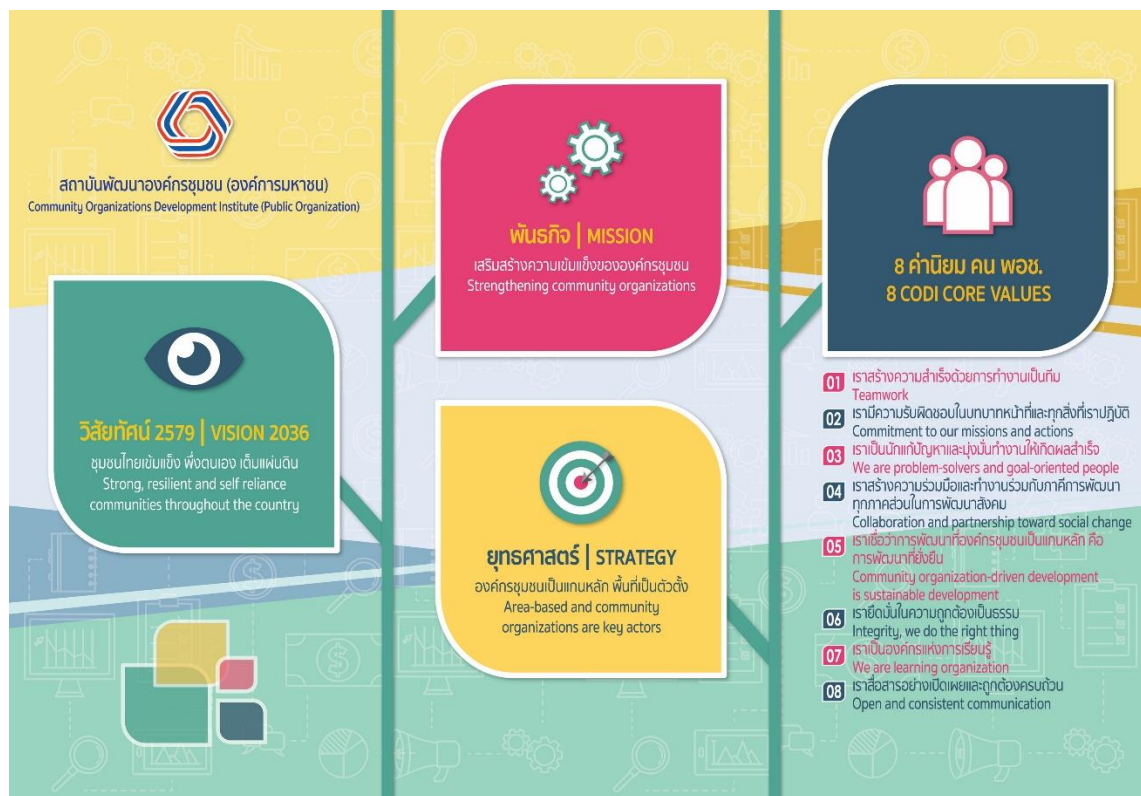 สถาบันพัฒนาองค์กรชุมชน (องค์การมหาชน)
Community Organizations Development Institute (Public Organization)
วิสัยทัศน์ 2579 | VISION 2036
ชุมชนไทยเข้มแข็ง พึ่งตนเอง เต็มแผ่นดิน
Strong, resilient and self reliance
communities throughout the country
พันธกิจ | MISSION
เสริมสร้างความเข้มแข็งขององค์กรชุมชน
Strengthening community organizations
ยุทธศาสตร์ | STRATEGY
องค์กรชุมชนเป็นแกนหลัก พื้นที่เป็นตัวตั้ง
Area-based and community
organizations are key actors
8 ค่านิยม คน พอช.
8 CODI CORE VALUES
01 เราสร้างความสำเร็จด้วยการทำงานเป็นทีม
Teamwork
02 เรามีความรับผิดชอบในบทบาทหน้าที่และทุกสิ่งที่เราปฏิบัติ
Commitment to our missions and actions
03 เราเป็นนักแก้ปัญหาและมุ่งมั่นทำงานให้เกิดผลสำเร็จ
We are problem-solvers and goal-oriented people
04 เราสร้างความร่วมมือและทำงานร่วมกับภาคีการพัฒนา
ทุกภาคส่วนในการพัฒนาสังคม
Collaboration and partnership toward social change
05 เราเชื่อว่าการพัฒนาที่องค์กรชุมชนเป็นแกนหลัก คือ
การพัฒนาที่ยั่งยืน
Community organization-driven development
is sustainable development
06 เรายึดมั่นในความถูกต้องเป็นธรรม
Integrity, we do the right thing
07 เราเป็นองค์กรแห่งการเรียนรู้
We are learning organization
08 เราสื่อสารอย่างเปิดเผยและถูกต้องครบถ้วน
Open and consistent communication